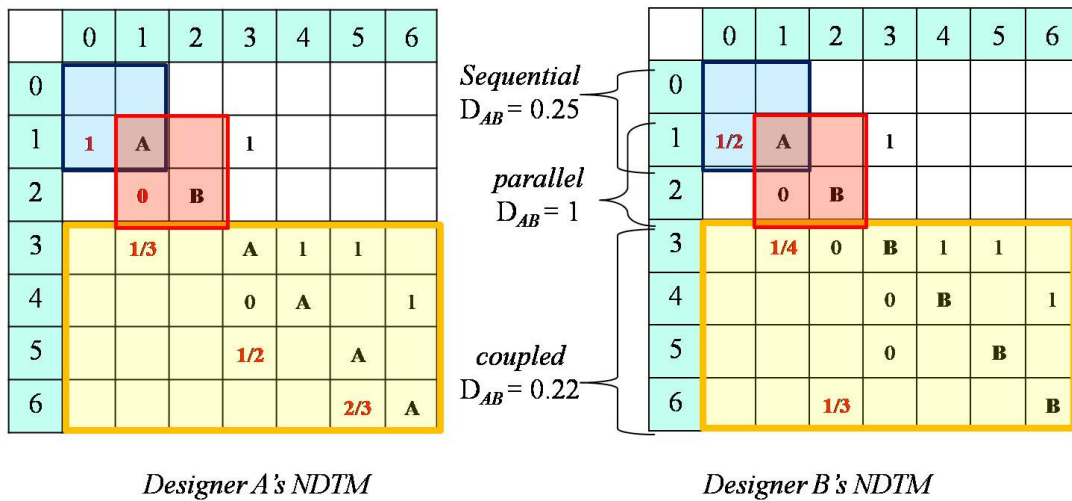 0 1 2 3 4 5 6
0
1 1 A 1
2 0 B
3 1/3 A 1 1
4 0 A 1
5 1/2 A
6 2/3 A
Designer A's NDTM
Sequential
D_AB = 0.25
parallel
D_AB = 1
coupled
D_AB = 0.22
0 1 2 3 4 5 6
0
1 1/2 A 1
2 0 B
3 1/4 0 B 1 1
4 0 B 1
5 0 B
6 1/3 B
Designer B's NDTM